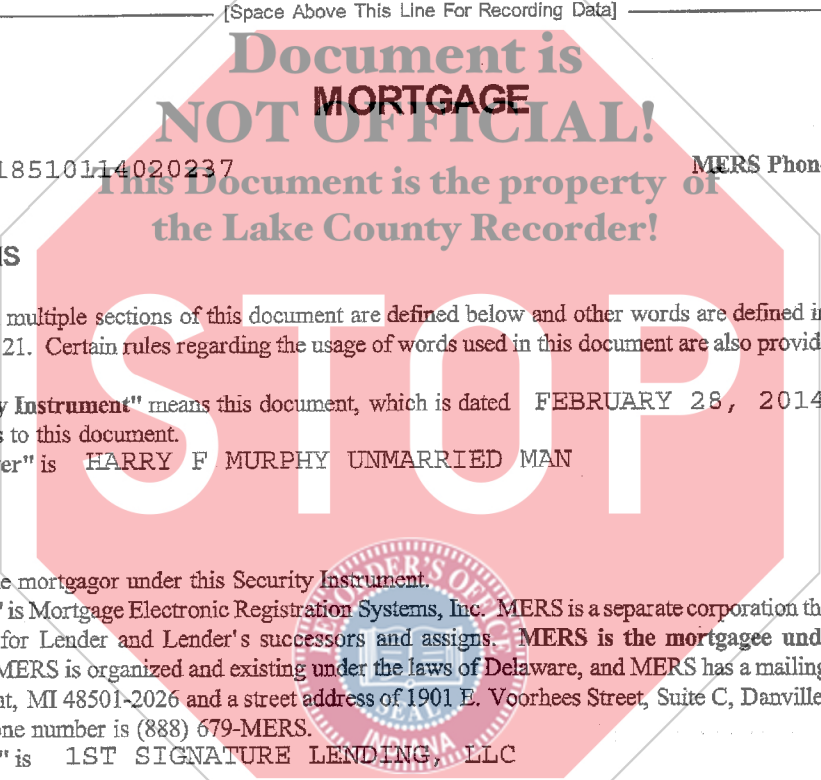 [Space Above This Line For Recording Data]
Document is
MORTGAGE
NOT OFFICIAL!
18510114020237 MERS Phon
This Document is the property of
the Lake County Recorder!
IS
multiple sections of this document are defined below and other words are defined in
21. Certain rules regarding the usage of words used in this document are also provid
y Instrument" means this document, which is dated FEBRUARY 28, 2014
s to this document.
er" is HARRY F MURPHY UNMARRIED MAN
STOP
e mortgagor under this Security Instrument.
" is Mortgage Electronic Registration Systems, Inc. MERS is a separate corporation th
for Lender and Lender's successors and assigns. MERS is the mortgagee und
MERS is organized and existing under the laws of Delaware, and MERS has a mailing
nt, MI 48501-2026 and a street address of 1901 E. Voorhees Street, Suite C, Danville
one number is (888) 679-MERS.
" is 1ST SIGNATURE LENDING, LLC
RECORDER'S OFFICE
SEAL
INDIANA